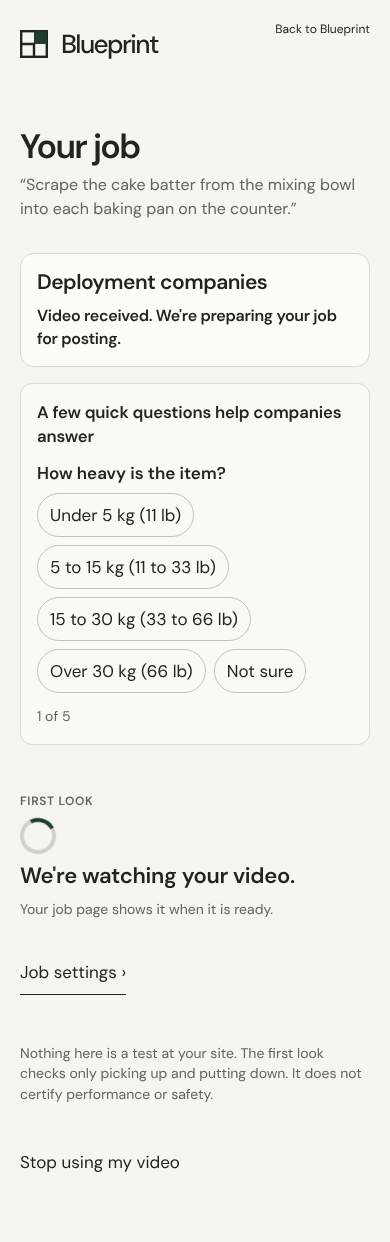 Blueprint
Back to Blueprint
Your job
“Scrape the cake batter from the mixing bowl
into each baking pan on the counter.”
Deployment companies
Video received. We're preparing your job
for posting.
A few quick questions help companies
answer
How heavy is the item?
Under 5 kg (11 lb)
5 to 15 kg (11 to 33 lb)
15 to 30 kg (33 to 66 lb)
Over 30 kg (66 lb)
Not sure
1 of 5
FIRST LOOK
We're watching your video.
Your job page shows it when it is ready.
Job settings ›
Nothing here is a test at your site. The first look
checks only picking up and putting down. It does not
certify performance or safety.
Stop using my video